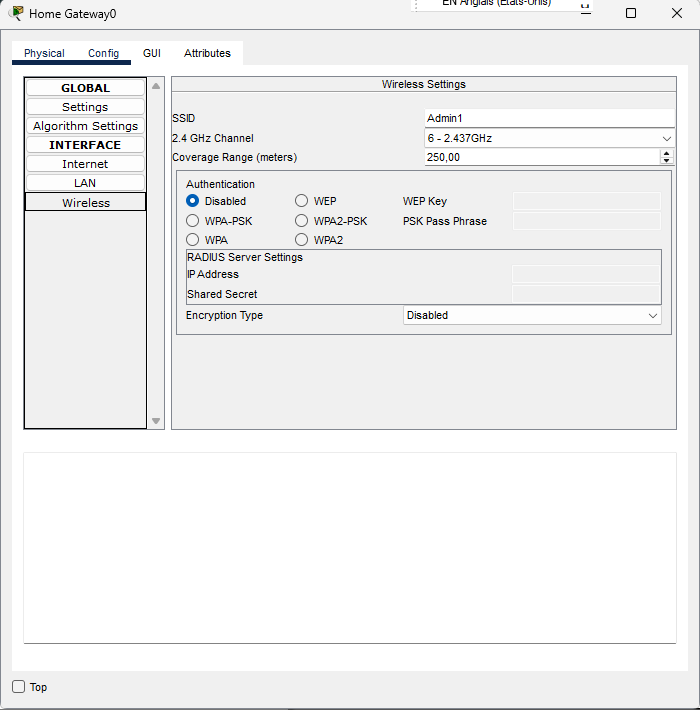 EN Anglais (États-Unis)
Home Gateway0
Physical Config GUI Attributes
GLOBAL
Settings
Algorithm Settings
INTERFACE
Internet
LAN
Wireless
Wireless Settings
SSID Admin1
2.4 GHz Channel 6 - 2.437GHz
Coverage Range (meters) 250,00
Authentication
Disabled WEP WEP Key
WPA-PSK WPA2-PSK PSK Pass Phrase
WPA WPA2
RADIUS Server Settings
IP Address
Shared Secret
Encryption Type Disabled
Top